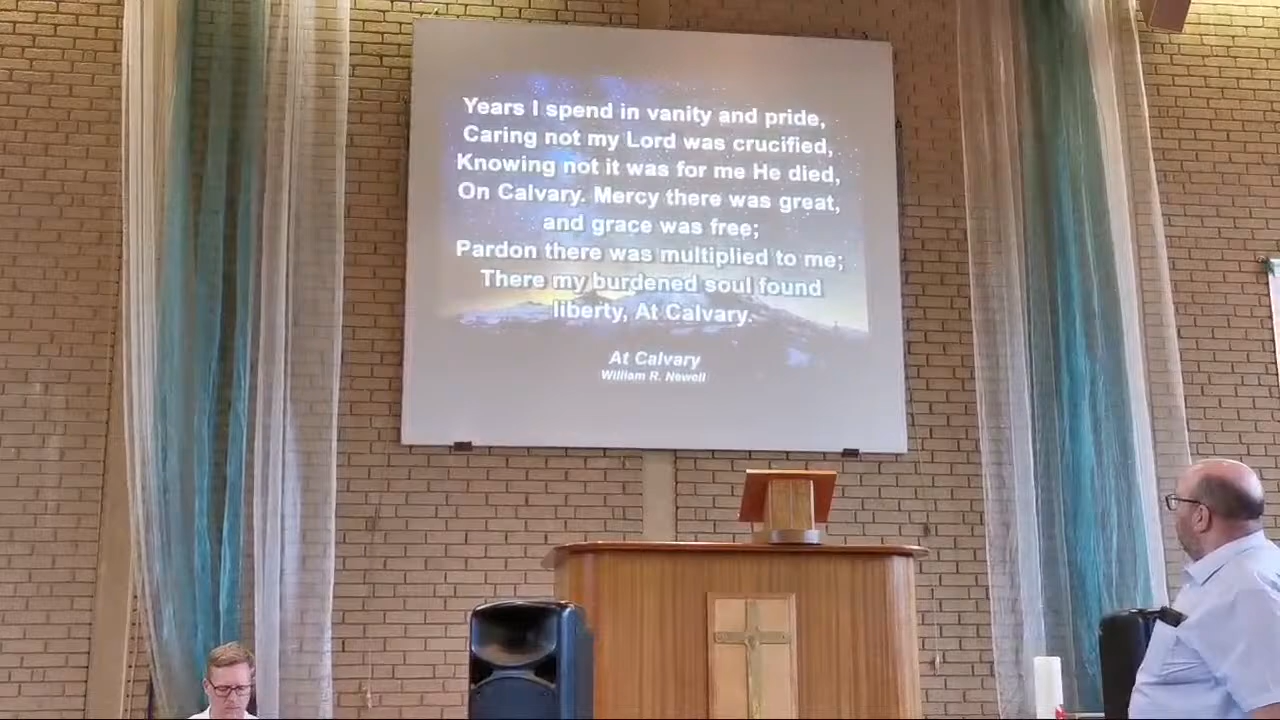 Years I spend in vanity and pride,
Caring not my Lord was crucified,
Knowing not it was for me He died,
On Calvary. Mercy there was great,
and grace was free;
Pardon there was multiplied to me;
There my burdened soul found
liberty, At Calvary.
At Calvary
William R. Newell